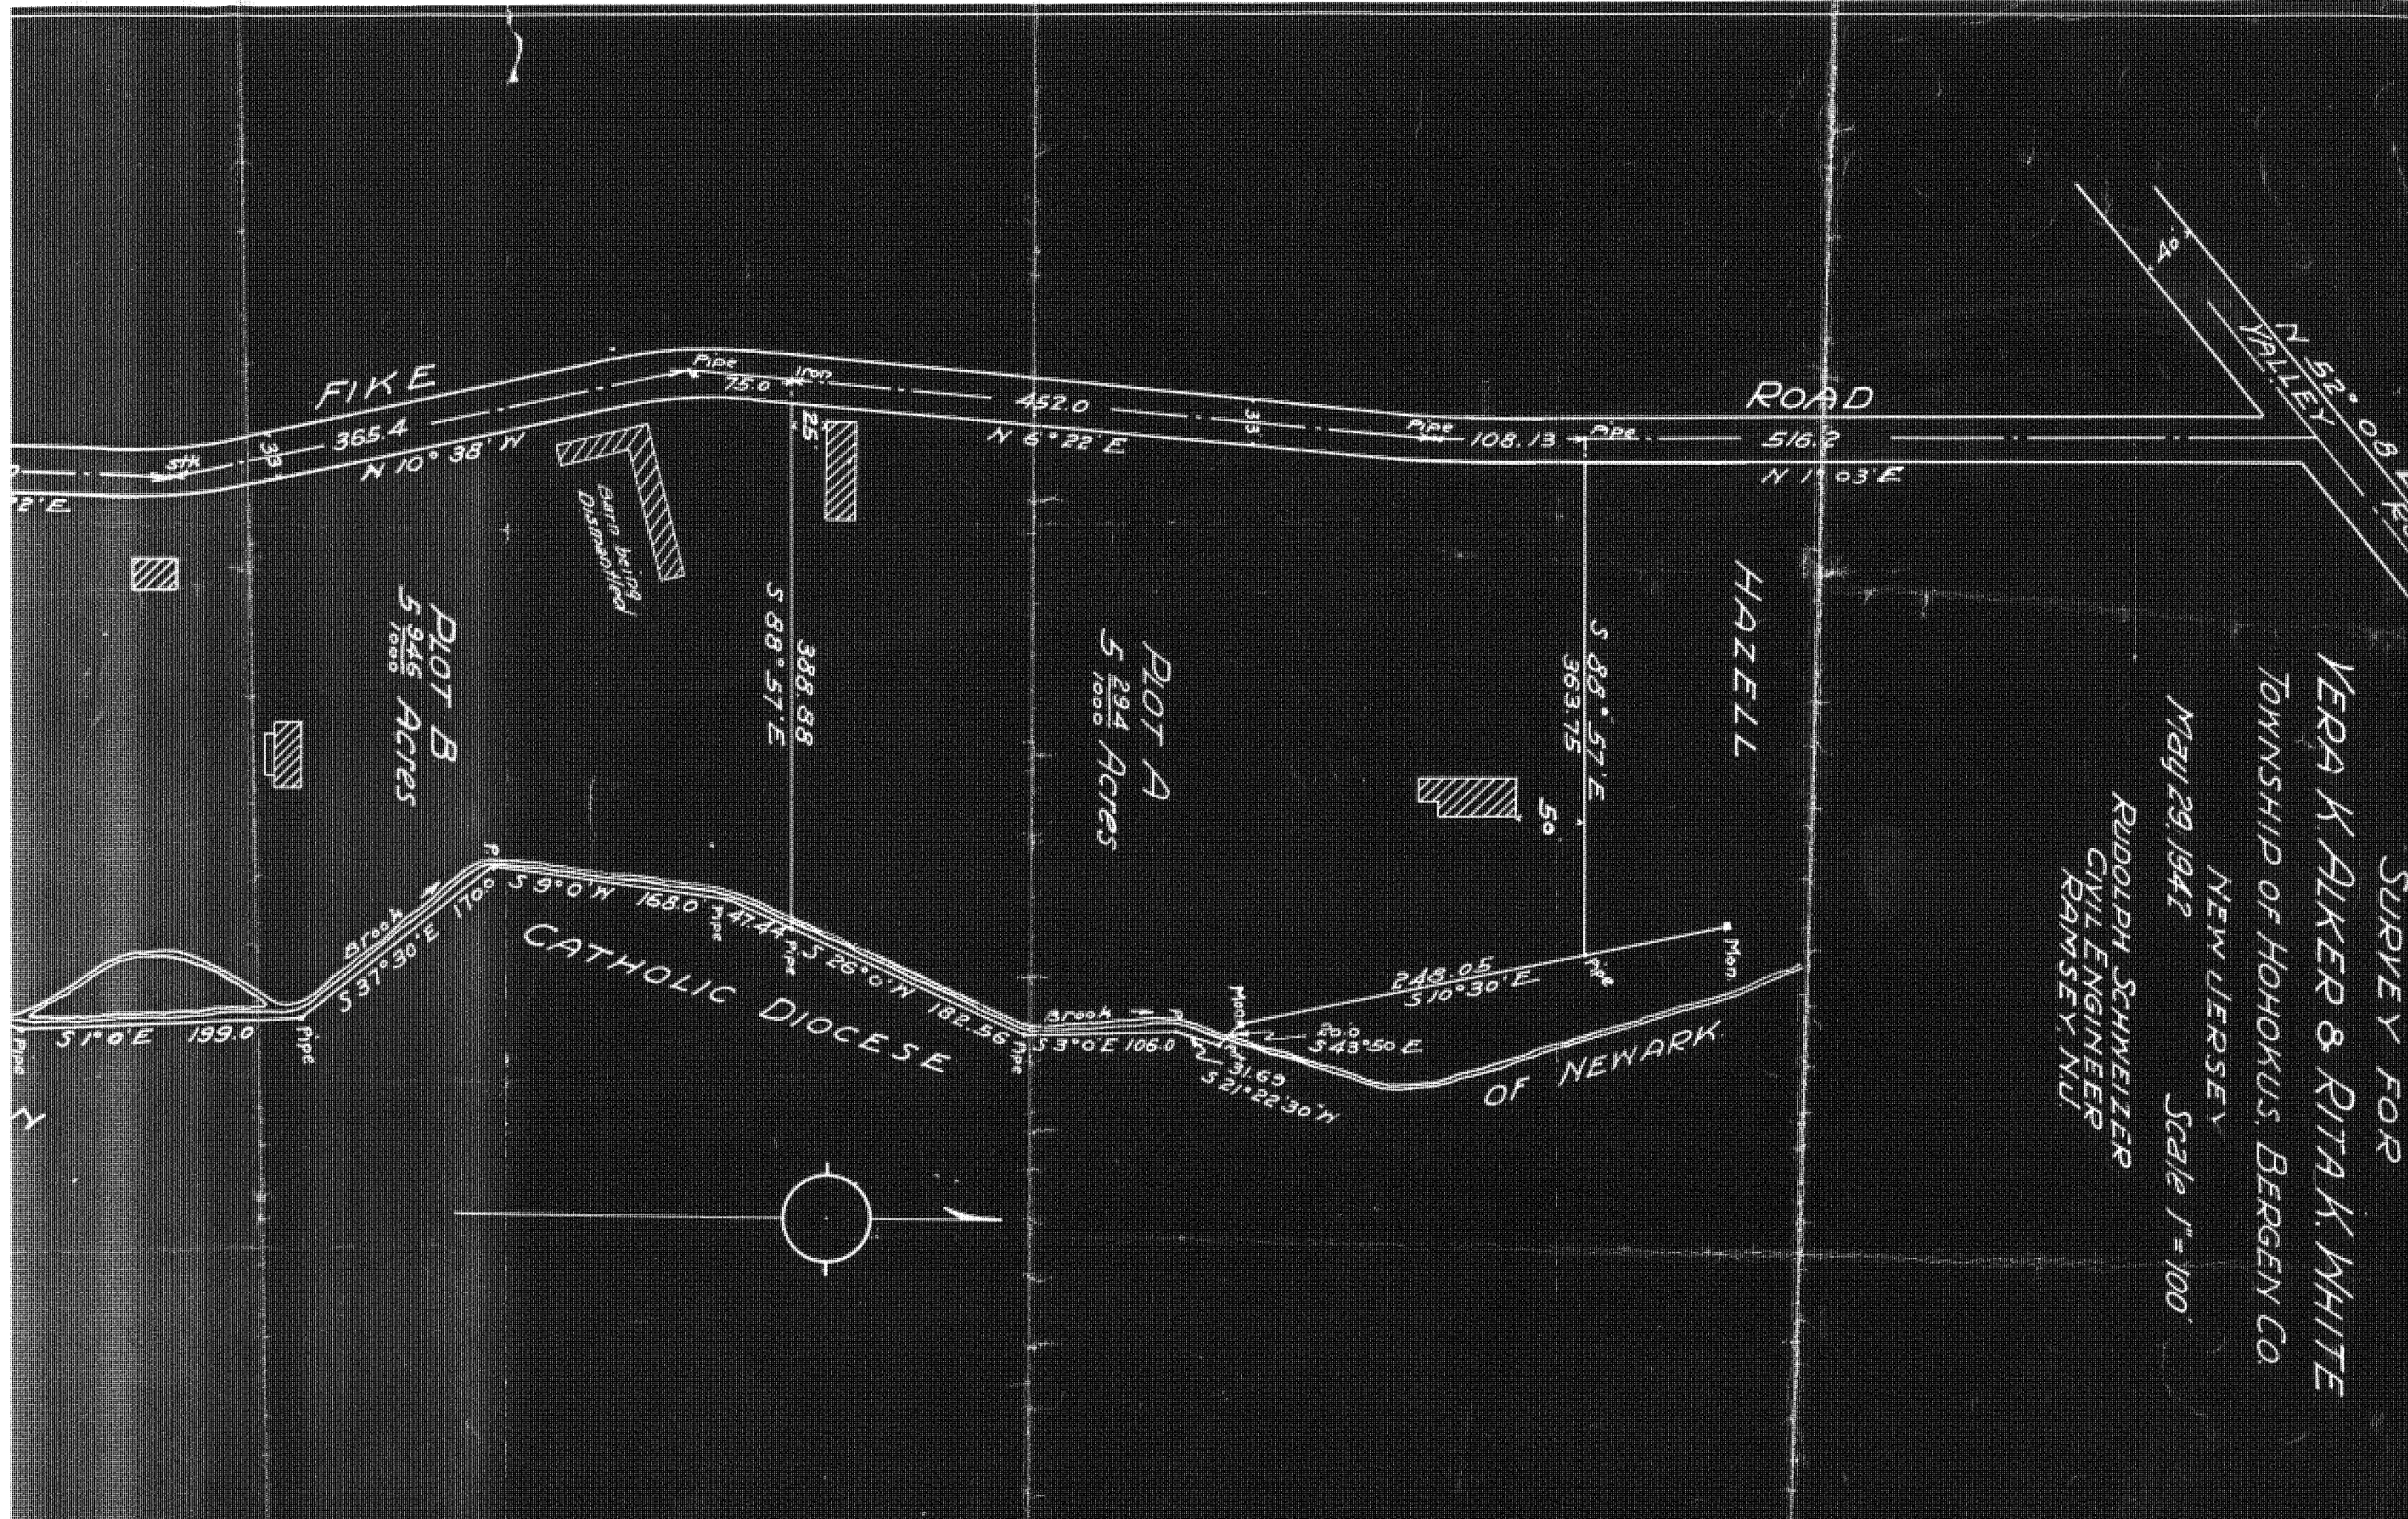 SURVEY FOR
VERA K. ALKER & RITA K. WHITE
TOWNSHIP OF HOHOKUS, BERGEN CO.
NEW JERSEY
May 29, 1942 Scale 1"=100'
RUDOLPH SCHWEIZER
CIVIL ENGINEER
RAMSEY, N.J.
40'
N 52° 08'
VALLEY
FIKE
ROAD
Stk
33
365.4
N 10° 38' W
Pipe
75.0
Iron
25'
452.0
N 6° 22' E
33
Pipe
108.13
Pipe
516.2
N 1° 03' E
2' E
Barn being
Dismantled
PLOT B
5 946/1000 Acres
388.88
S 88° 57' E
PLOT A
5 294/1000 Acres
S 88° 57' E
363.75
50
HAZELL
P.
Brook
170.0
S 37° 30' E
S 9° 0' W 168.0
Pipe
47.44
Pipe
S 26° 0' W 182.56
Pipe
S 1° 0' E 199.0
Pipe
Pipe
Brook
P.
S 3° 0' E 106.0
Mon
248.05
S 10° 30' E
Pipe
Mon
20.0
S 43° 50 E
31.69
S 21° 22' 30" W
CATHOLIC DIOCESE
OF NEWARK
N